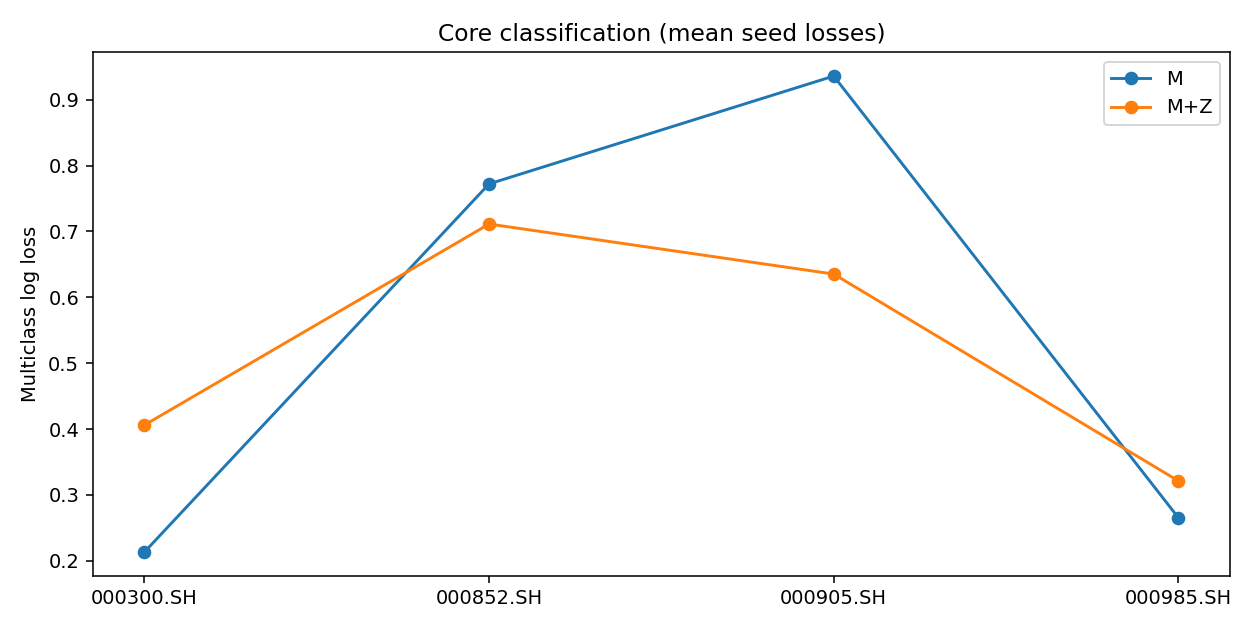 Core classification (mean seed losses)
M
M+Z
Multiclass log loss
0.9
0.8
0.7
0.6
0.5
0.4
0.3
0.2
000300.SH
000852.SH
000905.SH
000985.SH